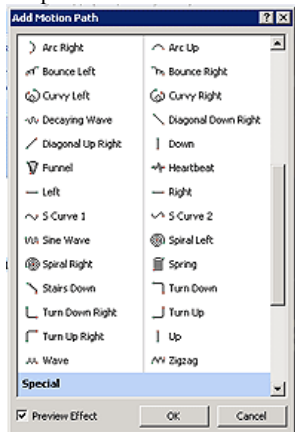 Add Motion Path
Arc Right Arc Up
Bounce Left Bounce Right
Curvy Left Curvy Right
Decaying Wave Diagonal Down Right
Diagonal Up Right Down
Funnel Heartbeat
Left Right
S Curve 1 S Curve 2
Sine Wave Spiral Left
Spiral Right Spring
Stairs Down Turn Down
Turn Down Right Turn Up
Turn Up Right Up
Wave Zigzag
Special
Preview Effect OK Cancel